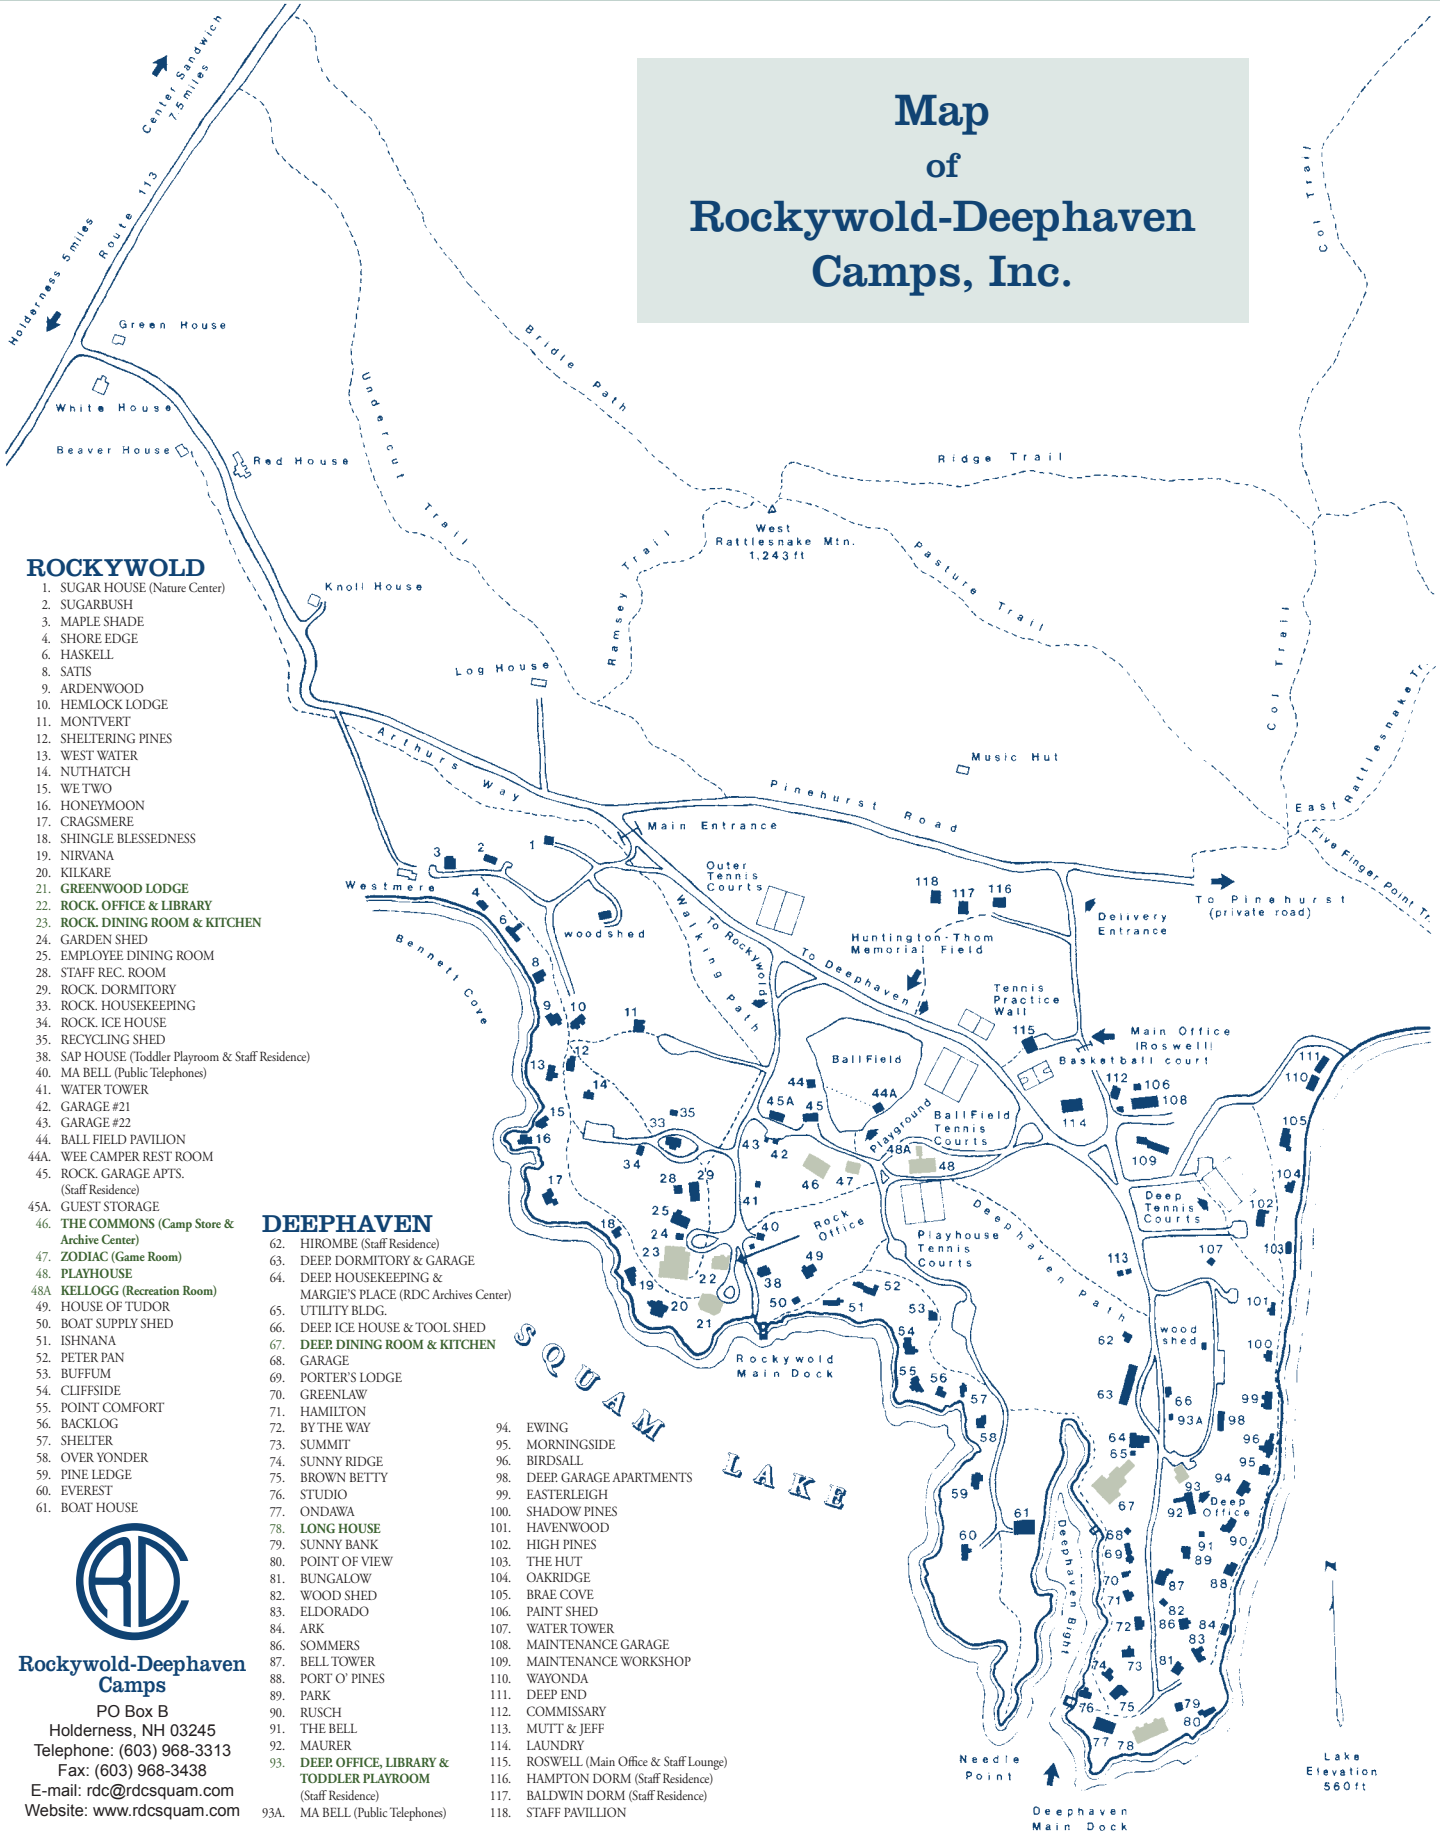 Map
of
Rockywold-Deephaven
Camps, Inc.
Center Sandwich
7.5 miles
Route 113
Holderness 5 miles
Green House
White House
Beaver House
Red House
Undercut Trail
Bridle Path
Ridge Trail
Col Trail
West
Rattlesnake Mtn.
1,243 ft
Ramsey Trail
Pasture Trail
Col Trail
East Rattlesnake Tr.
Five Finger Point Tr.
Knoll House
Log House
Music Hut
Arthurs Way
Pinehurst Road
Main Entrance
Outer
Tennis
Courts
Westmere
woodshed
Bennett Cove
Walking Path
To Rockywold
To Deephaven
Huntington-Thom
Memorial Field
Delivery
Entrance
To Pinehurst
(private road)
Tennis
Practice
Wall
Main Office
(Roswell)
Basketball court
Ball Field
Playground
Ball Field
Tennis
Courts
Deep
Tennis
Courts
Rock
Office
Playhouse
Tennis
Courts
Deephaven Path
wood
shed
Rockywold
Main Dock
SQUAM LAKE
Deep
Office
Deephaven Bight
Needle
Point
Deephaven
Main Dock
Lake
Elevation
560 ft
ROCKYWOLD
1. SUGAR HOUSE (Nature Center)
2. SUGARBUSH
3. MAPLE SHADE
4. SHORE EDGE
6. HASKELL
8. SATIS
9. ARDENWOOD
10. HEMLOCK LODGE
11. MONTVERT
12. SHELTERING PINES
13. WEST WATER
14. NUTHATCH
15. WE TWO
16. HONEYMOON
17. CRAGSMERE
18. SHINGLE BLESSEDNESS
19. NIRVANA
20. KILKARE
21. GREENWOOD LODGE
22. ROCK. OFFICE & LIBRARY
23. ROCK. DINING ROOM & KITCHEN
24. GARDEN SHED
25. EMPLOYEE DINING ROOM
28. STAFF REC. ROOM
29. ROCK. DORMITORY
33. ROCK. HOUSEKEEPING
34. ROCK. ICE HOUSE
35. RECYCLING SHED
38. SAP HOUSE (Toddler Playroom & Staff Residence)
40. MA BELL (Public Telephones)
41. WATER TOWER
42. GARAGE #21
43. GARAGE #22
44. BALL FIELD PAVILION
44A. WEE CAMPER REST ROOM
45. ROCK. GARAGE APTS.
(Staff Residence)
45A. GUEST STORAGE
46. THE COMMONS (Camp Store &
Archive Center)
47. ZODIAC (Game Room)
48. PLAYHOUSE
48A KELLOGG (Recreation Room)
49. HOUSE OF TUDOR
50. BOAT SUPPLY SHED
51. ISHNANA
52. PETER PAN
53. BUFFUM
54. CLIFFSIDE
55. POINT COMFORT
56. BACKLOG
57. SHELTER
58. OVER YONDER
59. PINE LEDGE
60. EVEREST
61. BOAT HOUSE
DEEPHAVEN
62. HIROMBE (Staff Residence)
63. DEEP. DORMITORY & GARAGE
64. DEEP. HOUSEKEEPING &
MARGIE'S PLACE (RDC Archives Center)
65. UTILITY BLDG.
66. DEEP. ICE HOUSE & TOOL SHED
67. DEEP. DINING ROOM & KITCHEN
68. GARAGE
69. PORTER'S LODGE
70. GREENLAW
71. HAMILTON
72. BY THE WAY
73. SUMMIT
74. SUNNY RIDGE
75. BROWN BETTY
76. STUDIO
77. ONDAWA
78. LONG HOUSE
79. SUNNY BANK
80. POINT OF VIEW
81. BUNGALOW
82. WOOD SHED
83. ELDORADO
84. ARK
86. SOMMERS
87. BELL TOWER
88. PORT O' PINES
89. PARK
90. RUSCH
91. THE BELL
92. MAURER
93. DEEP. OFFICE, LIBRARY &
TODDLER PLAYROOM
(Staff Residence)
93A. MA BELL (Public Telephones)
94. EWING
95. MORNINGSIDE
96. BIRDSALL
98. DEEP. GARAGE APARTMENTS
99. EASTERLEIGH
100. SHADOW PINES
101. HAVENWOOD
102. HIGH PINES
103. THE HUT
104. OAKRIDGE
105. BRAE COVE
106. PAINT SHED
107. WATER TOWER
108. MAINTENANCE GARAGE
109. MAINTENANCE WORKSHOP
110. WAYONDA
111. DEEP END
112. COMMISSARY
113. MUTT & JEFF
114. LAUNDRY
115. ROSWELL (Main Office & Staff Lounge)
116. HAMPTON DORM (Staff Residence)
117. BALDWIN DORM (Staff Residence)
118. STAFF PAVILLION
RDC
Rockywold-Deephaven
Camps
PO Box B
Holderness, NH 03245
Telephone: (603) 968-3313
Fax: (603) 968-3438
E-mail: rdc@rdcsquam.com
Website: www.rdcsquam.com